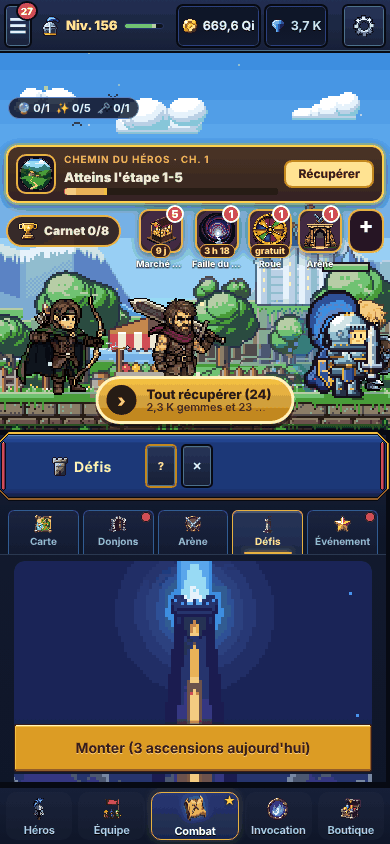 27
Niv. 156
669,6 Qi
3,7 K
0/1 0/5 0/1
CHEMIN DU HÉROS · CH. 1
Atteins l'étape 1-5
Récupérer
Carnet 0/8
5
9 j
Marché ...
1
3 h 18
Faille du ...
1
gratuit
Roue
1
Arène
+
Tout récupérer (24)
2,3 K gemmes et 23 ...
Défis
?
×
Carte
Donjons
Arène
Défis
Événement
Monter (3 ascensions aujourd'hui)
Héros
Équipe
Combat
Invocation
Boutique